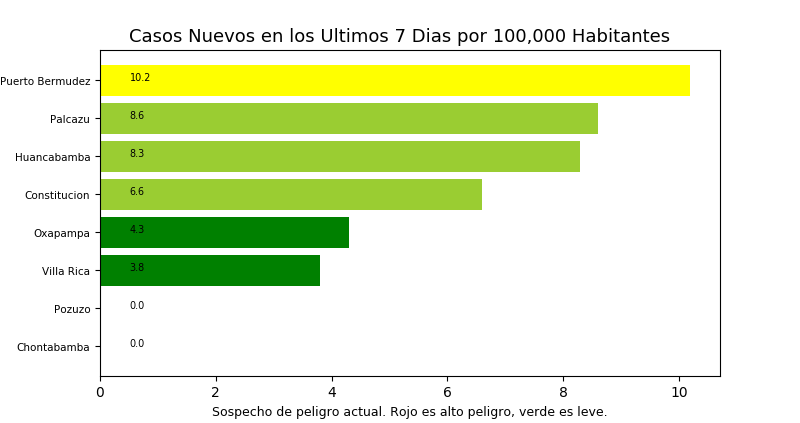 Casos Nuevos en los Ultimos 7 Dias por 100,000 Habitantes
Puerto Bermudez 10.2
Palcazu 8.6
Huancabamba 8.3
Constitucion 6.6
Oxapampa 4.3
Villa Rica 3.8
Pozuzo 0.0
Chontabamba 0.0
0 2 4 6 8 10
Sospecho de peligro actual. Rojo es alto peligro, verde es leve.